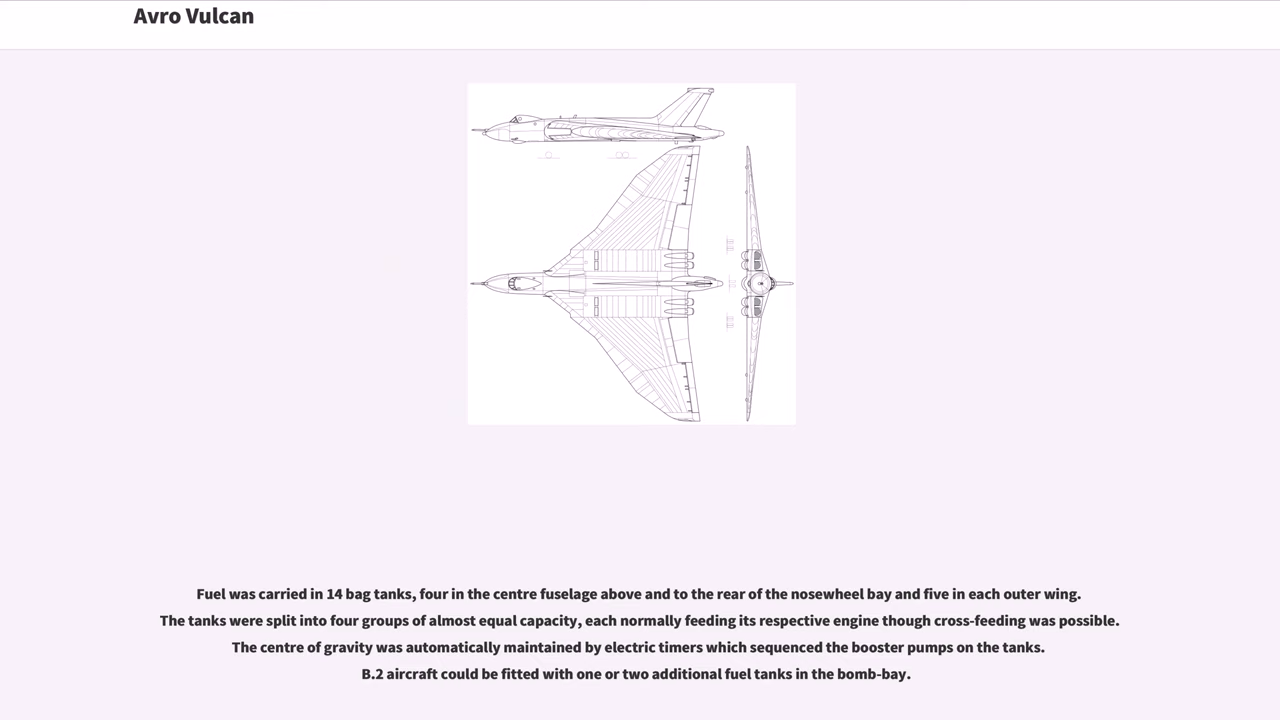 Avro Vulcan
Fuel was carried in 14 bag tanks, four in the centre fuselage above and to the rear of the nosewheel bay and five in each outer wing.
The tanks were split into four groups of almost equal capacity, each normally feeding its respective engine though cross-feeding was possible.
The centre of gravity was automatically maintained by electric timers which sequenced the booster pumps on the tanks.
B.2 aircraft could be fitted with one or two additional fuel tanks in the bomb-bay.